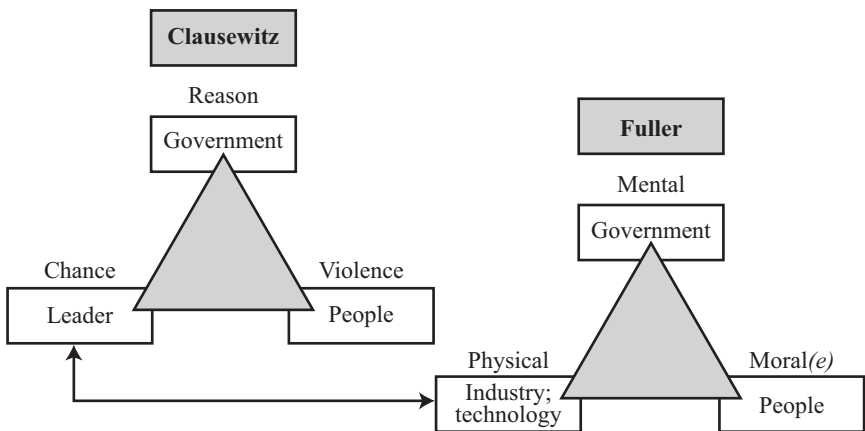 Clausewitz
Reason
Government
Chance
Violence
Leader
People
Fuller
Mental
Government
Physical
Moral(e)
Industry;
technology
People